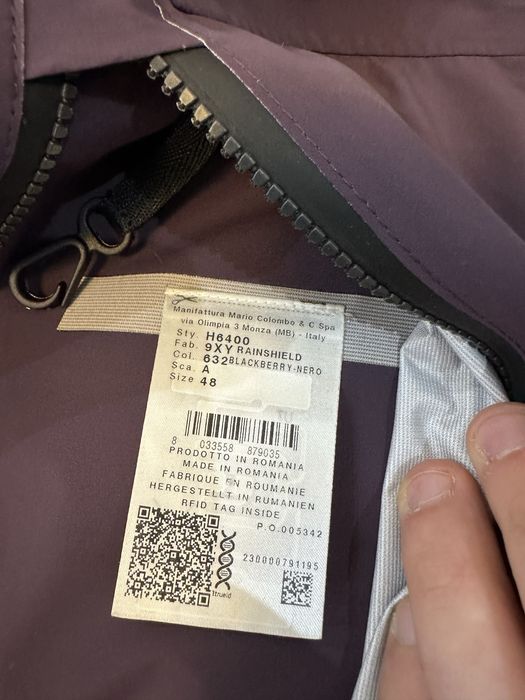 Manifattura Mario Colombo & C Spa
via Olimpia 3 Monza (MB) - Italy
Sty. H6400
Fab. 9XY RAINSHIELD
Col. 632 BLACKBERRY-NERO
Sca. A
Size 48
8 033558 879035
PRODOTTO IN ROMANIA
MADE IN ROMANIA
FABRIQUE EN ROUMANIE
HERGESTELLT IN RUMANIEN
RFID TAG INSIDE
P.O.005342
230000791195
ttrueid